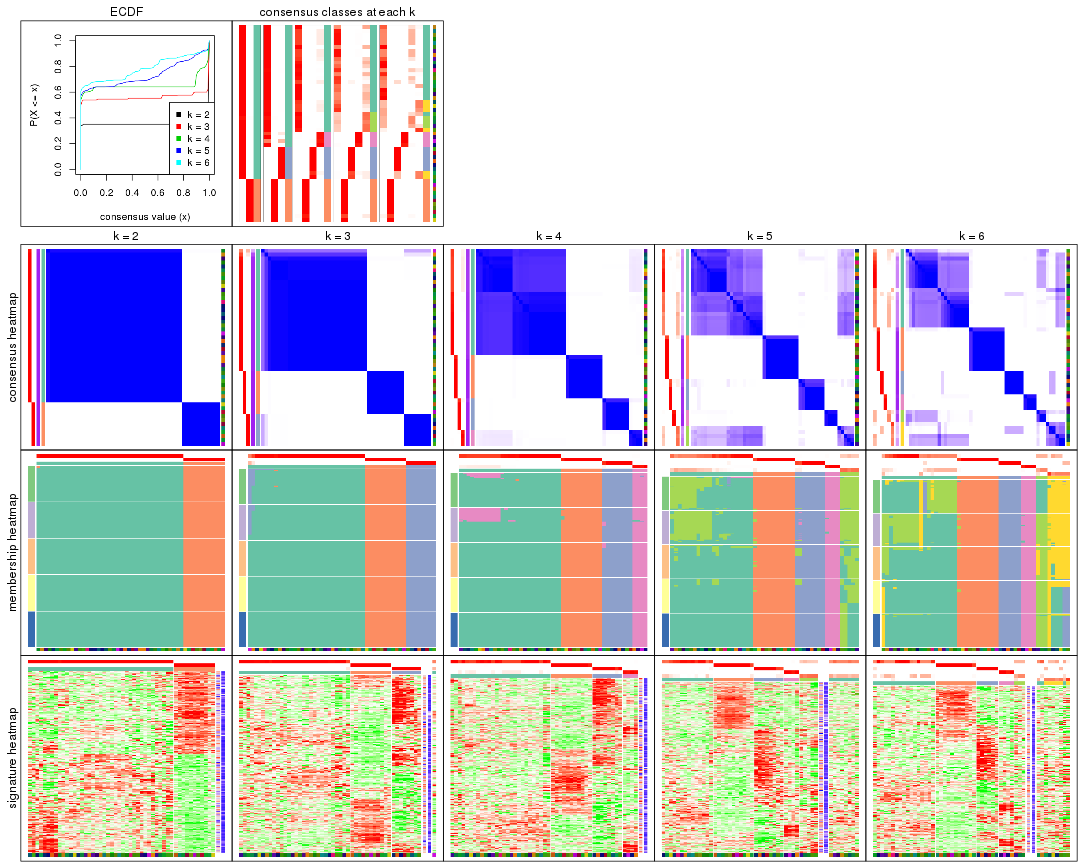 ECDF
consensus classes at each k
P(X <= x)
0.0
0.2
0.4
0.6
0.8
1.0
k = 2
k = 3
k = 4
k = 5
k = 6
0.0 0.2 0.4 0.6 0.8 1.0
consensus value (x)
k = 2
k = 3
k = 4
k = 5
k = 6
consensus heatmap
membership heatmap
signature heatmap